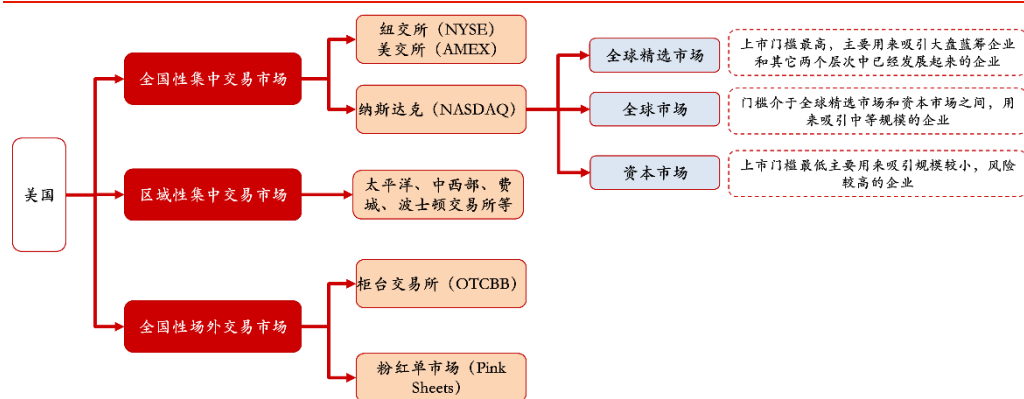 美国
全国性集中交易市场
纽交所（NYSE）
美交所（AMEX）
纳斯达克（NASDAQ）
全球精选市场
上市门槛最高，主要用来吸引大盘蓝筹企业
和其它两个层次中已经发展起来的企业
全球市场
门槛介于全球精选市场和资本市场之间，用
来吸引中等规模的企业
资本市场
上市门槛最低主要用来吸引规模较小，风险
较高的企业
区域性集中交易市场
太平洋、中西部、费
城、波士顿交易所等
全国性场外交易市场
柜台交易所（OTCBB）
粉红单市场（Pink
Sheets）